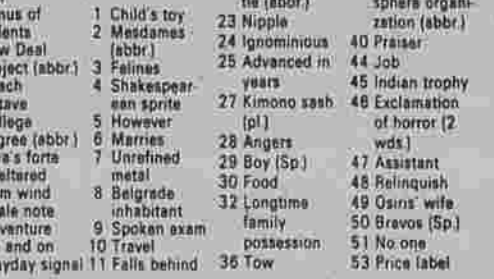 nus of
ents
w Deal
ject (abbr.)
ach
tave
llege
gree (abbr.)
a's forte
eltered
m wind
ale note
venture
and on
yday signal
1 Child's toy
2 Mesdames
(abbr.)
3 Felines
4 Shakespear-
ean sprite
5 However
6 Marries
7 Unrefined
metal
8 Belgrade
inhabitant
9 Spoken exam
10 Travel
11 Falls behind
tie (abbr.)
23 Nipple
24 Ignominious
25 Advanced in
years
27 Kimono sash
(pl.)
28 Angers
29 Boy (Sp.)
30 Food
32 Longtime
family
possession
36 Tow
sphere organi-
zation (abbr.)
40 Praiser
44 Job
45 Indian trophy
46 Exclamation
of horror (2
wds.)
47 Assistant
48 Relinquish
49 Osiris' wife
50 Bravos (Sp.)
51 No one
53 Price label